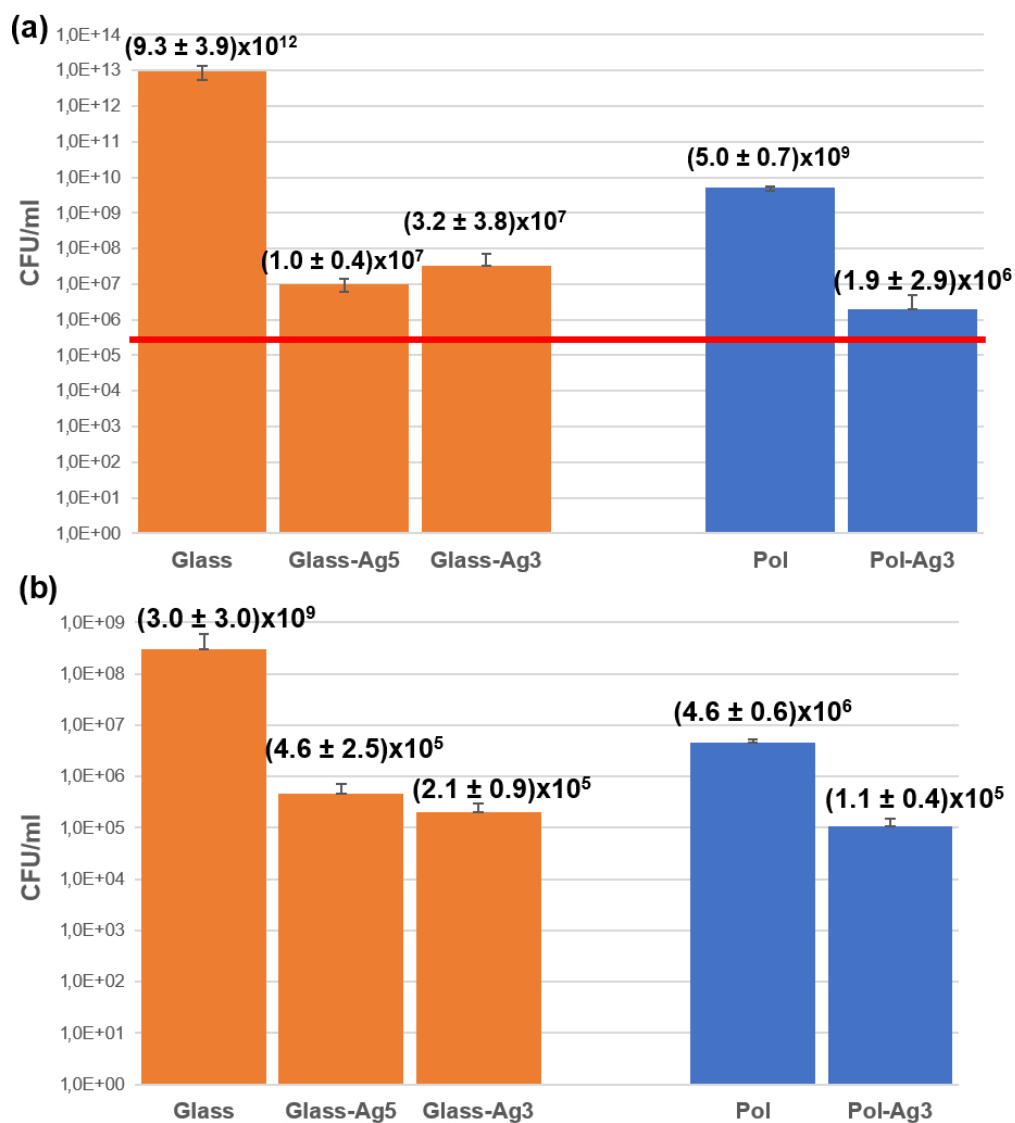 (a)
1,0E+14
(9.3 ± 3.9)x10¹²
1,0E+13
1,0E+12
1,0E+11
(5.0 ± 0.7)x10⁹
1,0E+10
1,0E+09
(3.2 ± 3.8)x10⁷
1,0E+08
(1.0 ± 0.4)x10⁷
1,0E+07
(1.9 ± 2.9)x10⁶
1,0E+06
1,0E+05
1,0E+04
1,0E+03
1,0E+02
1,0E+01
1,0E+00
CFU/ml
Glass Glass-Ag5 Glass-Ag3 Pol Pol-Ag3
(b)
(3.0 ± 3.0)x10⁹
1,0E+09
1,0E+08
(4.6 ± 0.6)x10⁶
1,0E+07
(4.6 ± 2.5)x10⁵
1,0E+06
(2.1 ± 0.9)x10⁵
(1.1 ± 0.4)x10⁵
1,0E+05
1,0E+04
1,0E+03
1,0E+02
1,0E+01
1,0E+00
CFU/ml
Glass Glass-Ag5 Glass-Ag3 Pol Pol-Ag3